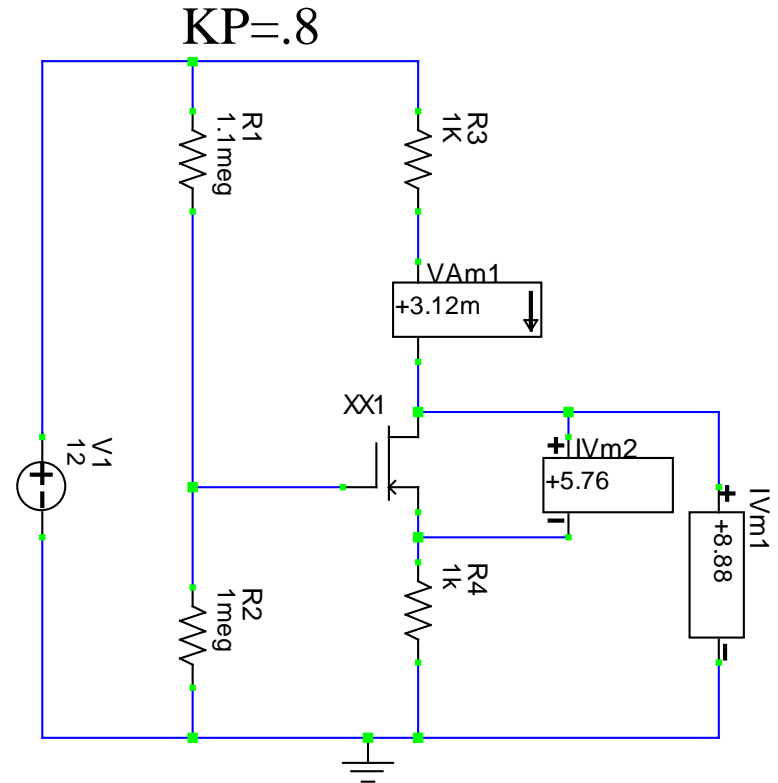 KP=.8
R1
1.1meg
R3
1K
VAm1
+3.12m
XX1
V1
12
IVm2
+5.76
IVm1
+8.88
R2
1meg
R4
1k